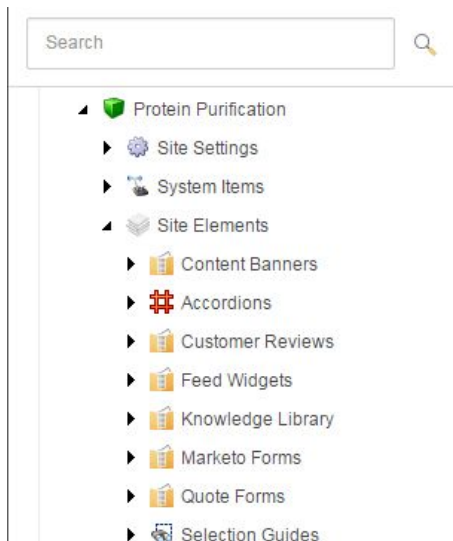 Search
Protein Purification
Site Settings
System Items
Site Elements
Content Banners
Accordions
Customer Reviews
Feed Widgets
Knowledge Library
Marketo Forms
Quote Forms
Selection Guides